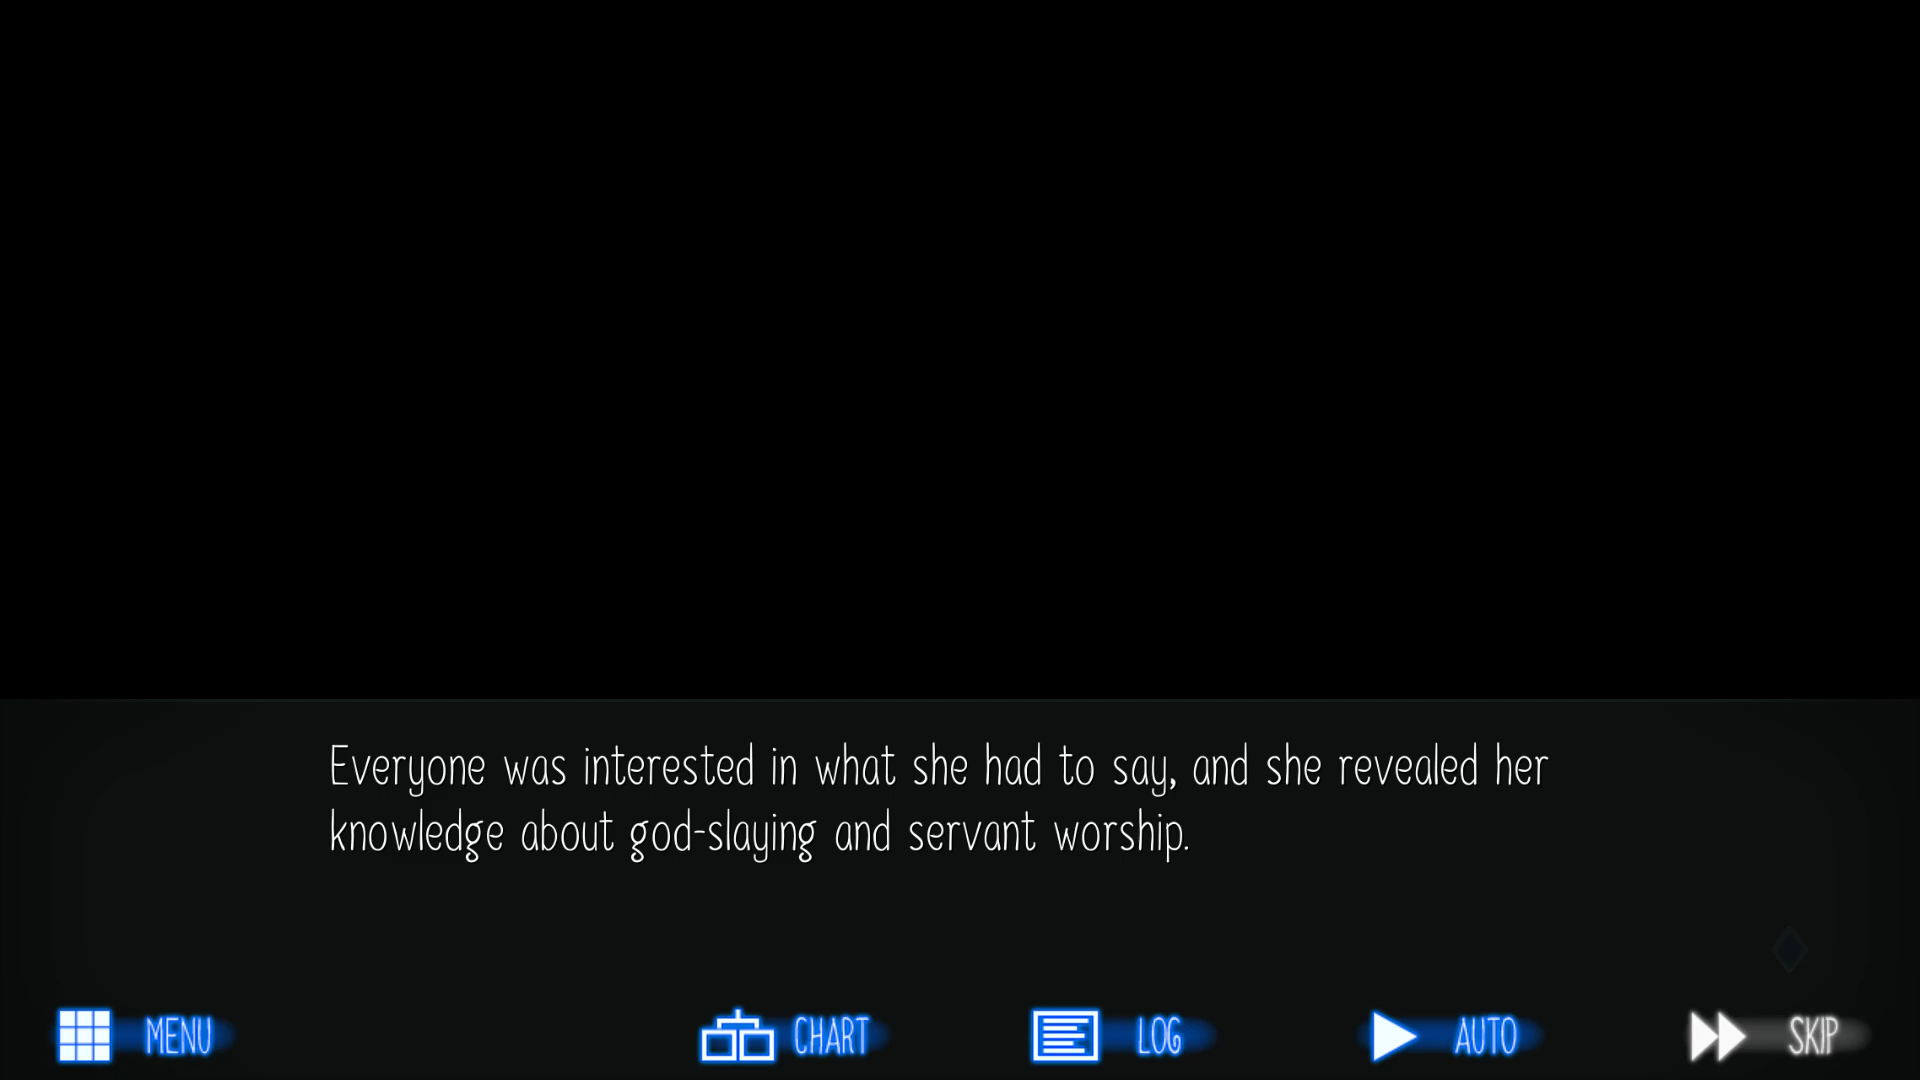 Everyone was interested in what she had to say, and she revealed her
knowledge about god-slaying and servant worship.
MENU
CHART
LOG
AUTO
SKIP